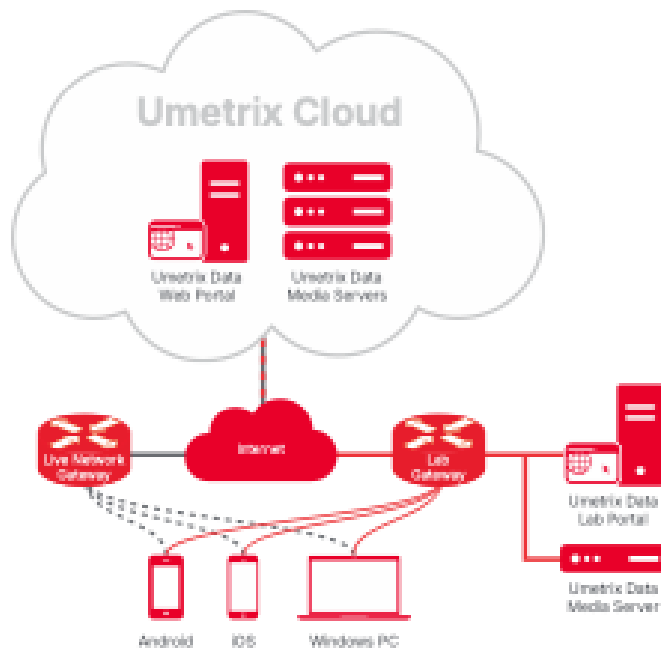 Umetrix Cloud
Umetrix Data
Web Portal
Umetrix Data
Media Servers
Live Network
Gateway
Internet
Lab
Gateway
Umetrix Data
Lab Portal
Umetrix Data
Media Server
Android
iOS
Windows PC